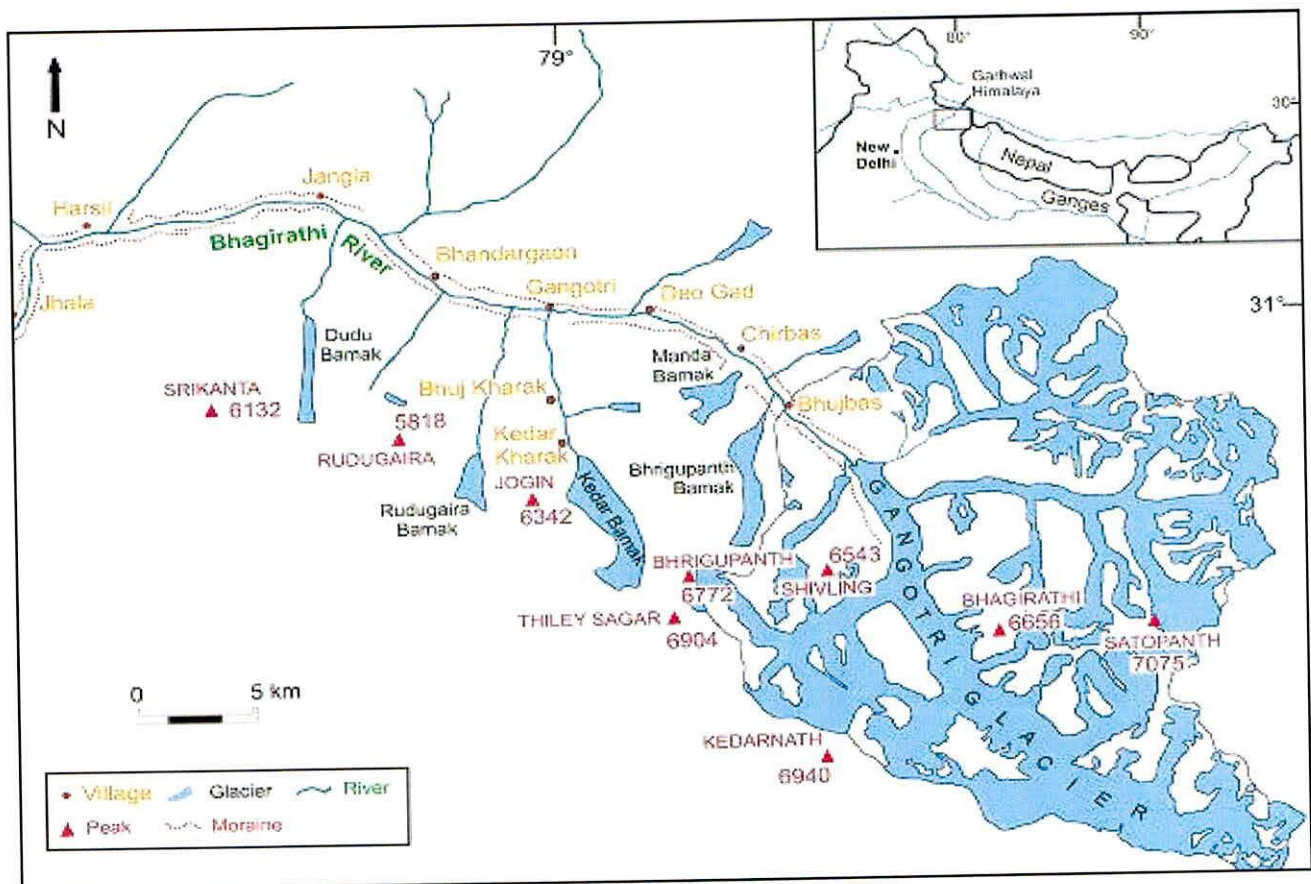 79°
80°
90°
30°
31°
N
Garhwal
Himalaya
New
Delhi
Nepal
Ganges
Jangla
Harsil
Jhala
Bhagirathi
River
Bhandargaon
Gangotri
Deo Gad
Chirbas
Bhujbas
Dudu
Bamak
Manda
Bamak
SRIKANTA
6132
5818
RUDUGAIRA
Bhuj Kharak
Kedar
Kharak
JOGIN
6342
Rudugaira
Bamak
Kedar Bamak
Bhrigupanth
Bamak
BHRIGUPANTH
6772
6543
SHIVLING
THILEY SAGAR
6904
BHAGIRATHI
6656
SATOPANTH
7075
GANGOTRI GLACIER
KEDARNATH
6940
0 5 km
Village Glacier River
Peak Moraine